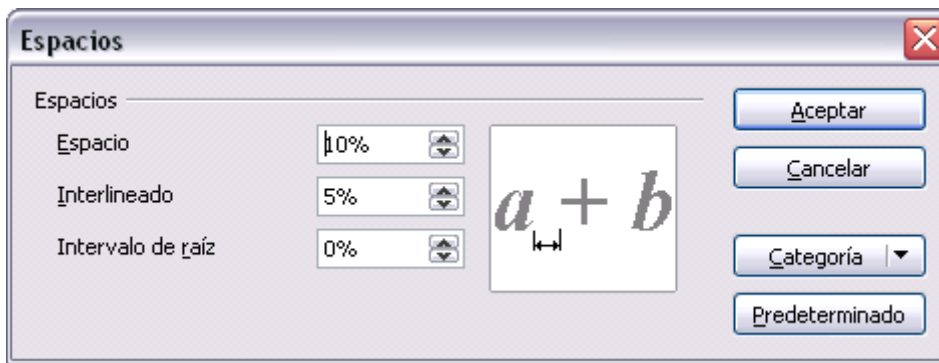 Espacios
Espacios
Espacio 10%
Interlineado 5%
Intervalo de raíz 0%
a + b
Aceptar
Cancelar
Categoría
Predeterminado